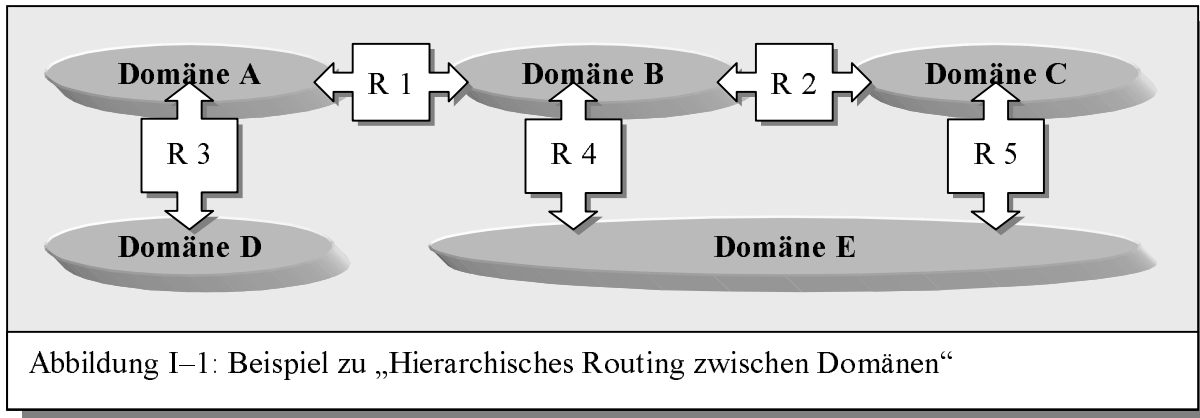 Domäne A
R 1
Domäne B
R 2
Domäne C
R 3
R 4
R 5
Domäne D
Domäne E
Abbildung I–1: Beispiel zu „Hierarchisches Routing zwischen Domänen“